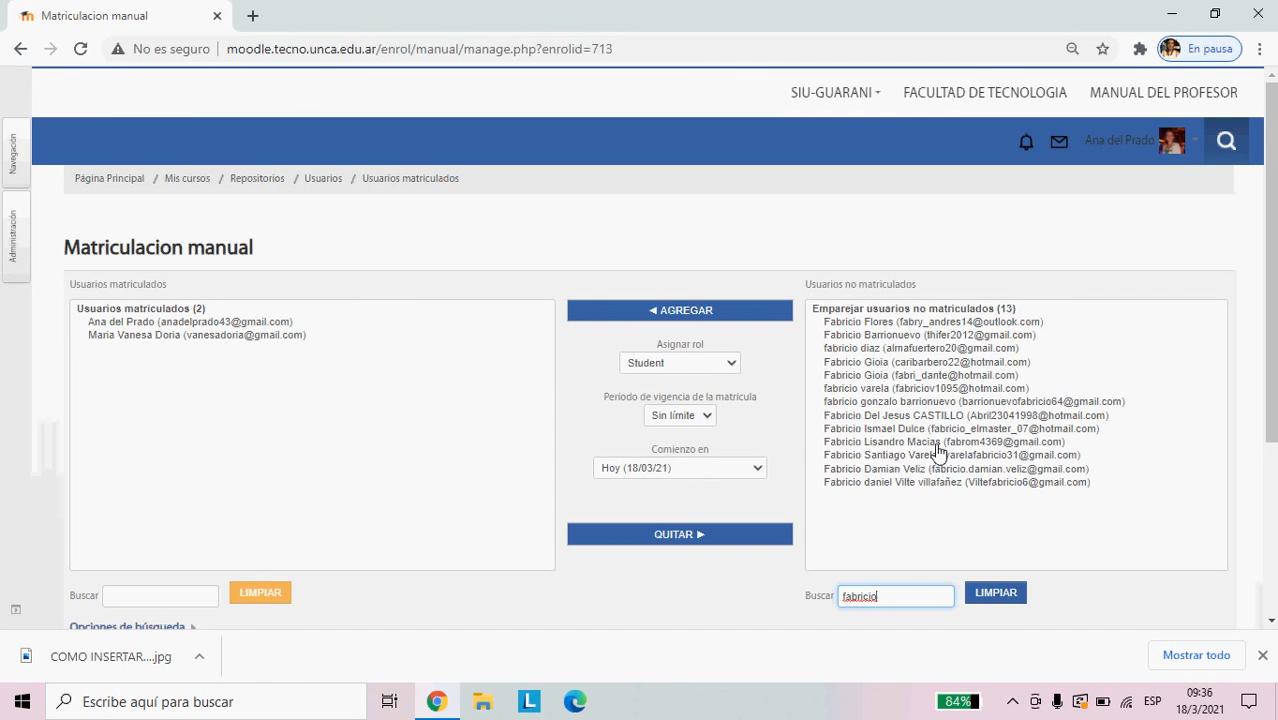 Matriculacion manual
No es seguro
moodle.tecno.unca.edu.ar/enrol/manual/manage.php?enrolid=713
En pausa
SIU-GUARANI
FACULTAD DE TECNOLOGIA
MANUAL DEL PROFESOR
Navegación
Administración
Ana del Prado
Página Principal / Mis cursos / Repositorios / Usuarios / Usuarios matriculados
Matriculacion manual
Usuarios matriculados
Usuarios matriculados (2)
Ana del Prado (anadelprado43@gmail.com)
Maria Vanesa Doria (vanesadoria@gmail.com)
Buscar
LIMPIAR
Opciones de búsqueda
◄ AGREGAR
Asignar rol
Student
Período de vigencia de la matrícula
Sin límite
Comienzo en
Hoy (18/03/21)
QUITAR ►
Usuarios no matriculados
Emparejar usuarios no matriculados (13)
Fabricio Flores (fabry_andres14@outlook.com)
Fabricio Barrionuevo (thifer2012@gmail.com)
fabricio diaz (almafuertero20@gmail.com)
Fabricio Gioia (caribarbero22@hotmail.com)
Fabricio Gioia (fabri_dante@hotmail.com)
fabricio varela (fabriciov1095@hotmail.com)
fabricio gonzalo barrionuevo (barrionuevofabricio64@gmail.com)
Fabricio Del Jesus CASTILLO (Abril23041998@hotmail.com)
Fabricio Ismael Dulce (fabricio_elmaster_07@hotmail.com)
Fabricio Lisandro Macias (fabrom4369@gmail.com)
Fabricio Santiago Varela (varelafabricio31@gmail.com)
Fabricio Damian Veliz (fabricio.damian.veliz@gmail.com)
Fabricio daniel Vilte villafañez (Viltefabricio6@gmail.com)
Buscar
fabricio
LIMPIAR
COMO INSERTAR....jpg
Mostrar todo
Escribe aquí para buscar
L
84%
ESP
09:36
18/3/2021